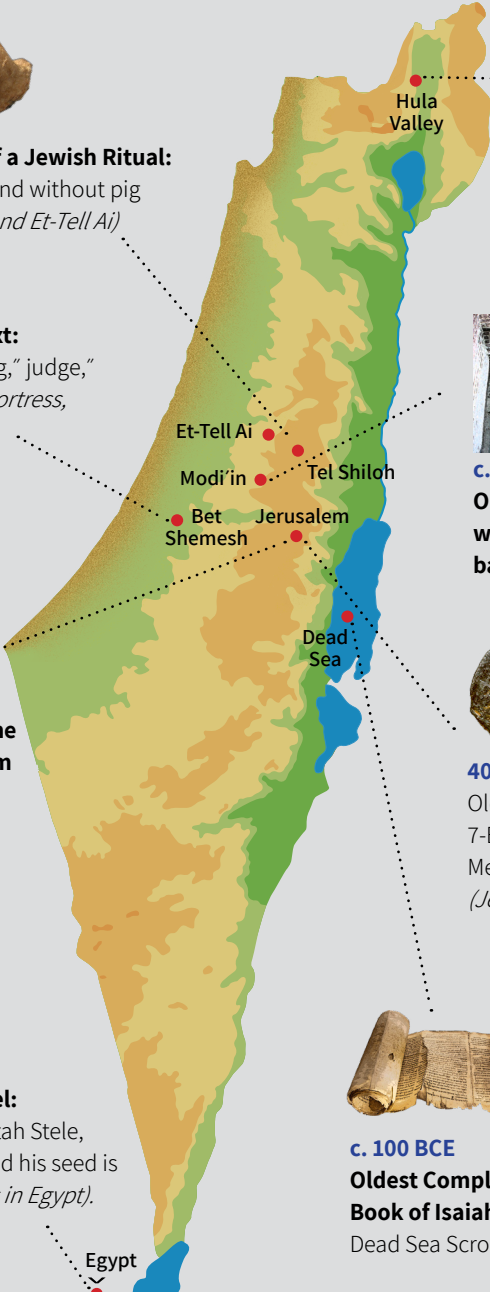 Hula
Valley
f a Jewish Ritual:
nd without pig
nd Et-Tell Ai)
xt:
g,˝ judge,˝
ortress,
Et-Tell Ai
Tel Shiloh
Modi´in
Bet
Shemesh
Jerusalem
c.
O
w
ba
Dead
Sea
ne
m
40
Ol
7-B
Me
(Je
c. 100 BCE
Oldest Compl
Book of Isaiah
Dead Sea Scro
el:
tah Stele,
d his seed is
in Egypt).
Egypt